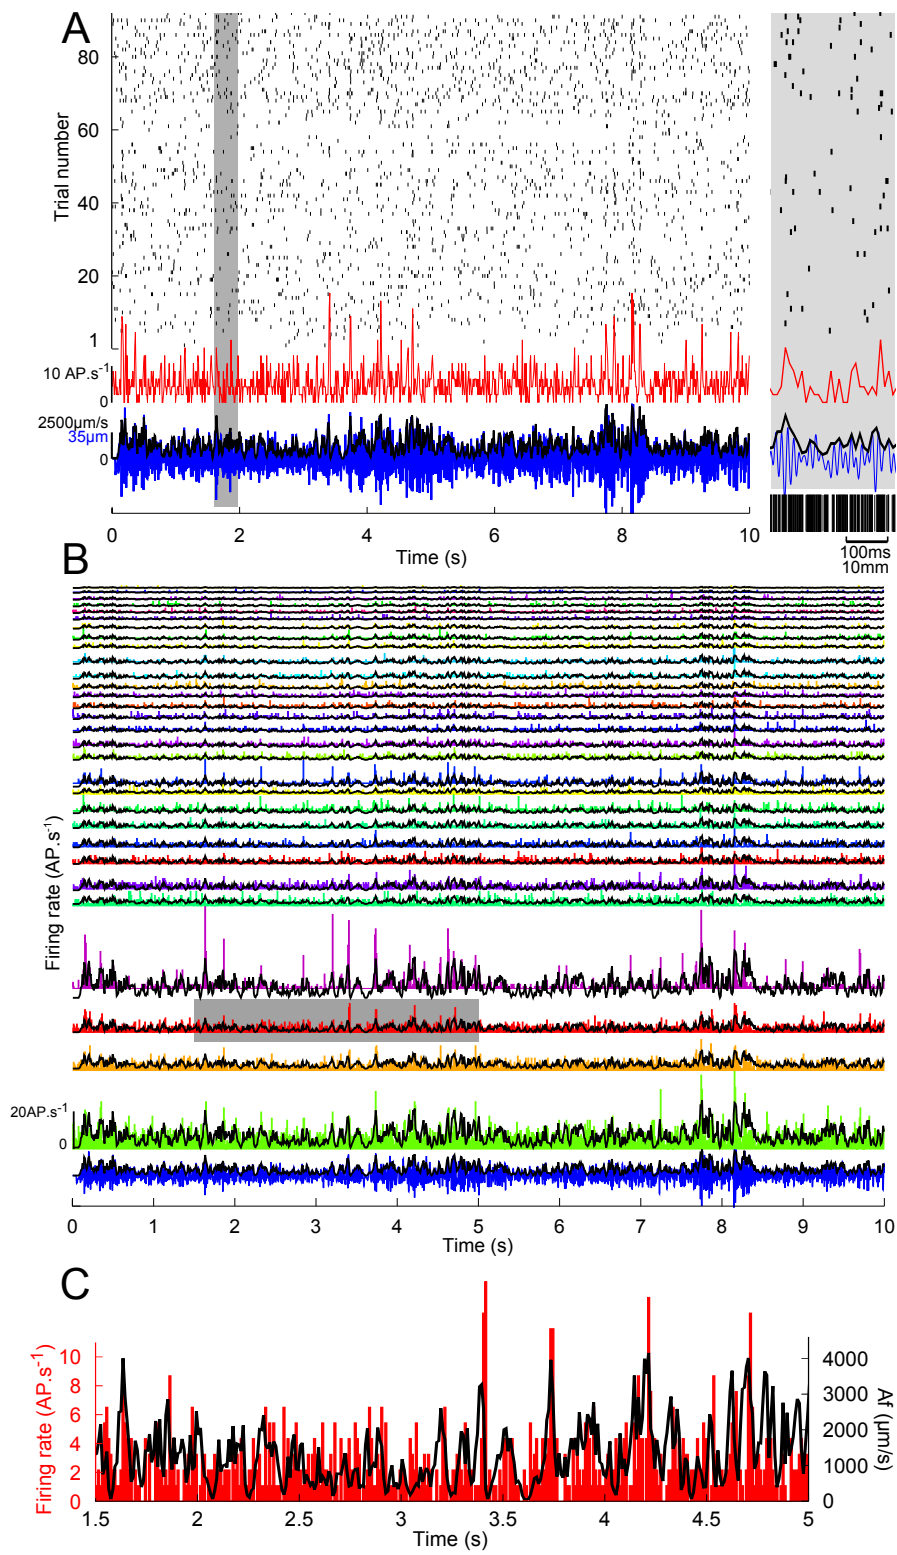 A
80
60
40
20
1
Trial number
10 AP.s⁻¹
0
2500µm/s
35µm
0
0 2 4 6 8 10
Time (s)
100ms
10mm
B
Firing rate (AP.s⁻¹)
20AP.s⁻¹
0
0 1 2 3 4 5 6 7 8 9 10
Time (s)
C
Firing rate (AP.s⁻¹)
10
8
6
4
2
0
4000
3000
2000
1000
0
Af (µm/s)
1.5 2 2.5 3 3.5 4 4.5 5
Time (s)